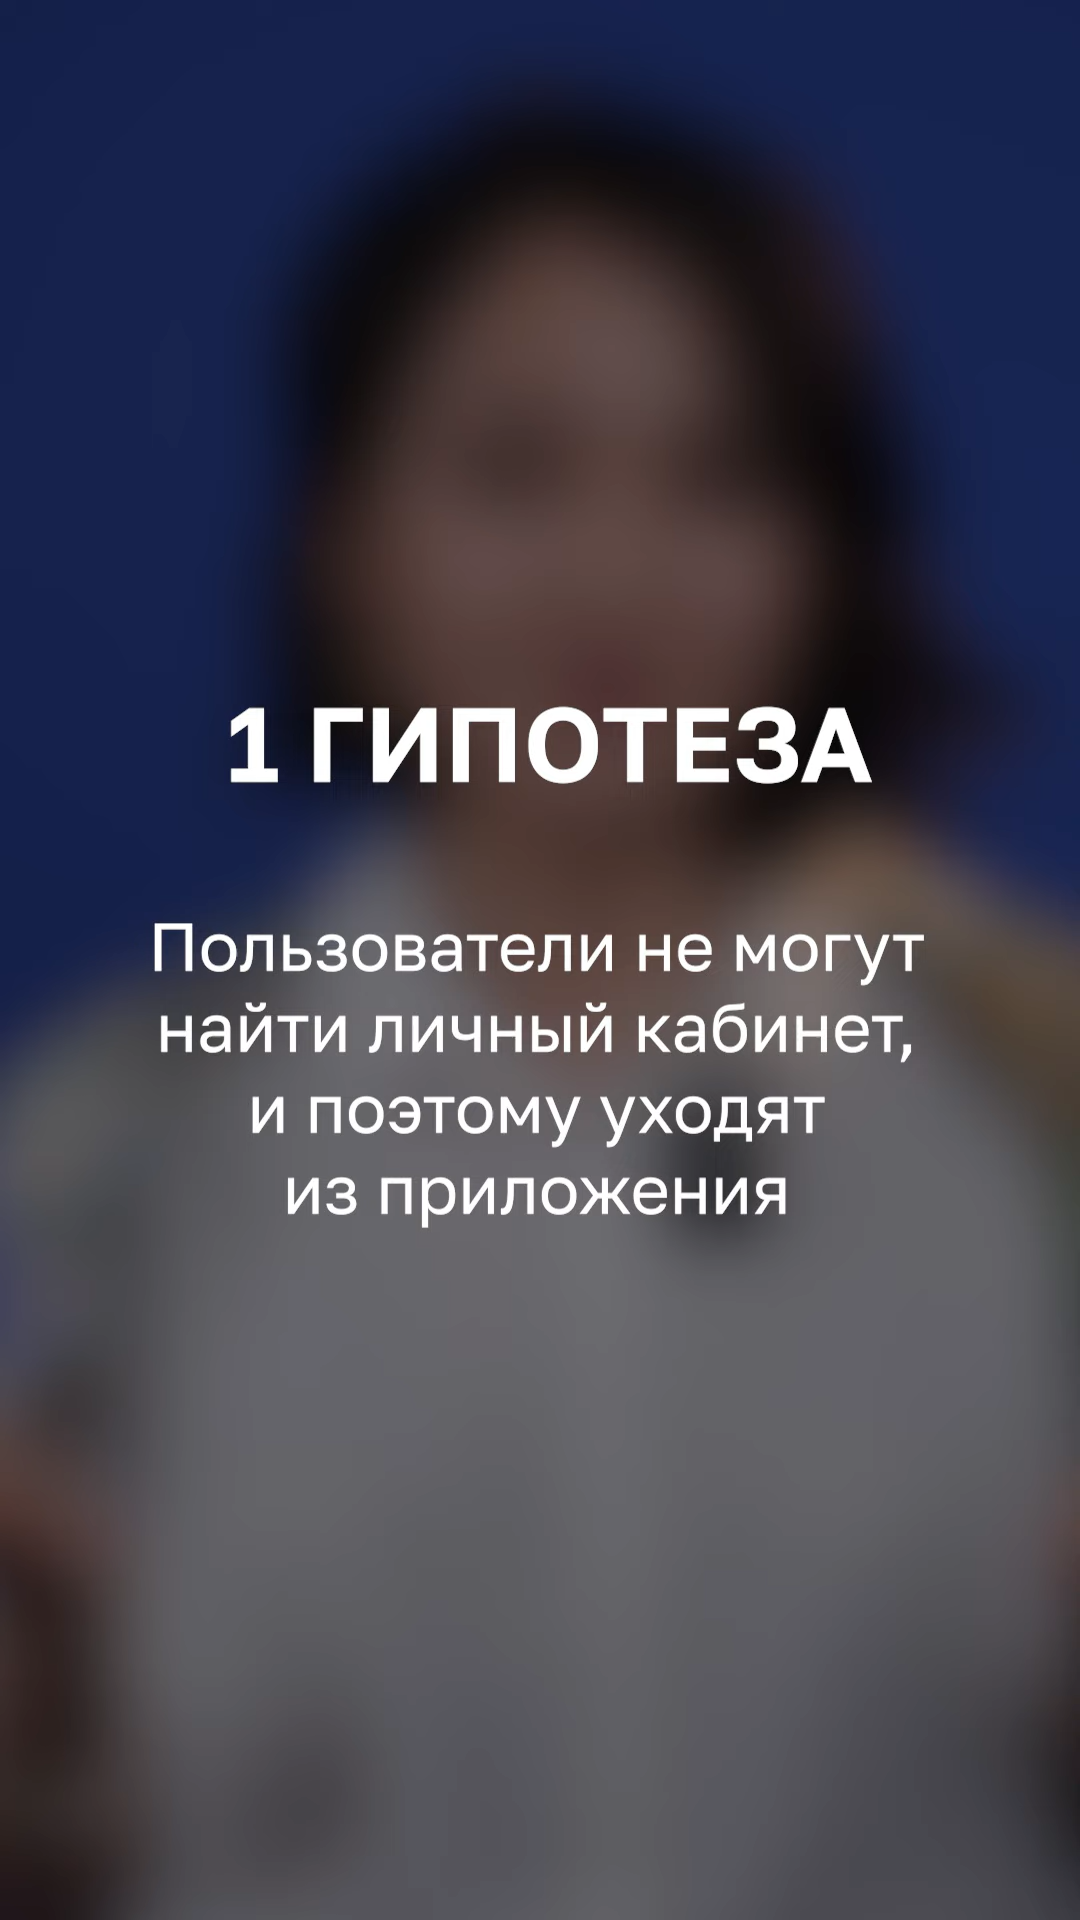 1 ГИПОТЕЗА
Пользователи не могут
найти личный кабинет,
и поэтому уходят
из приложения